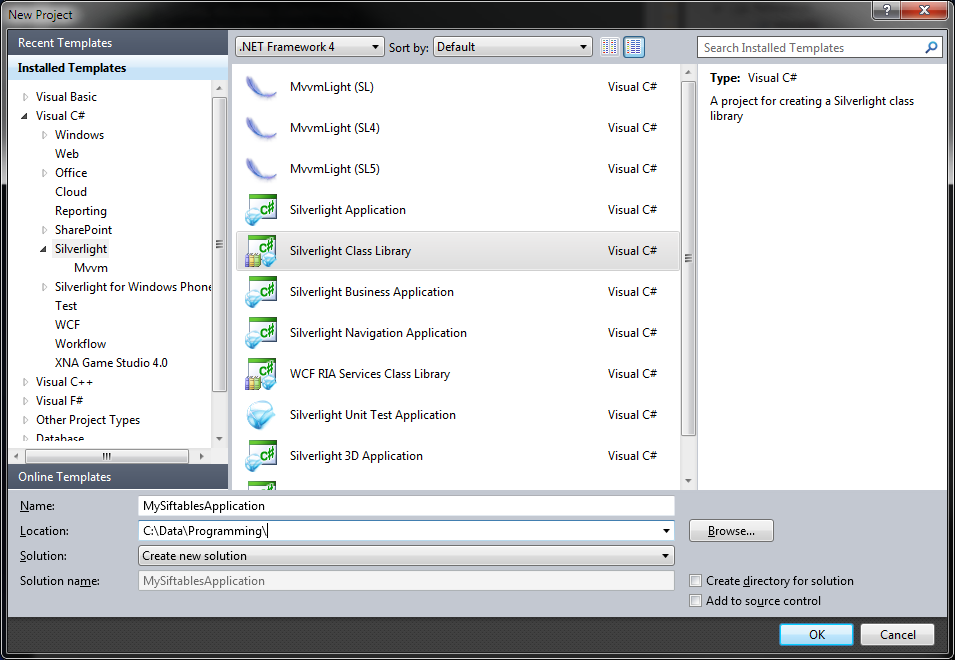 New Project
Recent Templates
Installed Templates
Visual Basic
Visual C#
Windows
Web
Office
Cloud
Reporting
SharePoint
Silverlight
Mvvm
Silverlight for Windows Phone
Test
WCF
Workflow
XNA Game Studio 4.0
Visual C++
Visual F#
Other Project Types
Database
Online Templates
.NET Framework 4
Sort by: Default
Search Installed Templates
MvvmLight (SL) Visual C#
MvvmLight (SL4) Visual C#
MvvmLight (SL5) Visual C#
Silverlight Application Visual C#
Silverlight Class Library Visual C#
Silverlight Business Application Visual C#
Silverlight Navigation Application Visual C#
WCF RIA Services Class Library Visual C#
Silverlight Unit Test Application Visual C#
Silverlight 3D Application Visual C#
Type: Visual C#
A project for creating a Silverlight class
library
Name: MySiftablesApplication
Location: C:\Data\Programming\
Browse...
Solution: Create new solution
Solution name: MySiftablesApplication
Create directory for solution
Add to source control
OK
Cancel